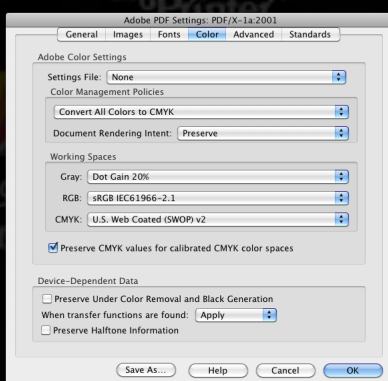 Adobe PDF Settings: PDF/X-1a:2001
General Images Fonts Color Advanced Standards
Adobe Color Settings
Settings File: None
Color Management Policies
Convert All Colors to CMYK
Document Rendering Intent: Preserve
Working Spaces
Gray: Dot Gain 20%
RGB: sRGB IEC61966-2.1
CMYK: U.S. Web Coated (SWOP) v2
Preserve CMYK values for calibrated CMYK color spaces
Device-Dependent Data
Preserve Under Color Removal and Black Generation
When transfer functions are found: Apply
Preserve Halftone Information
Save As... Help Cancel OK